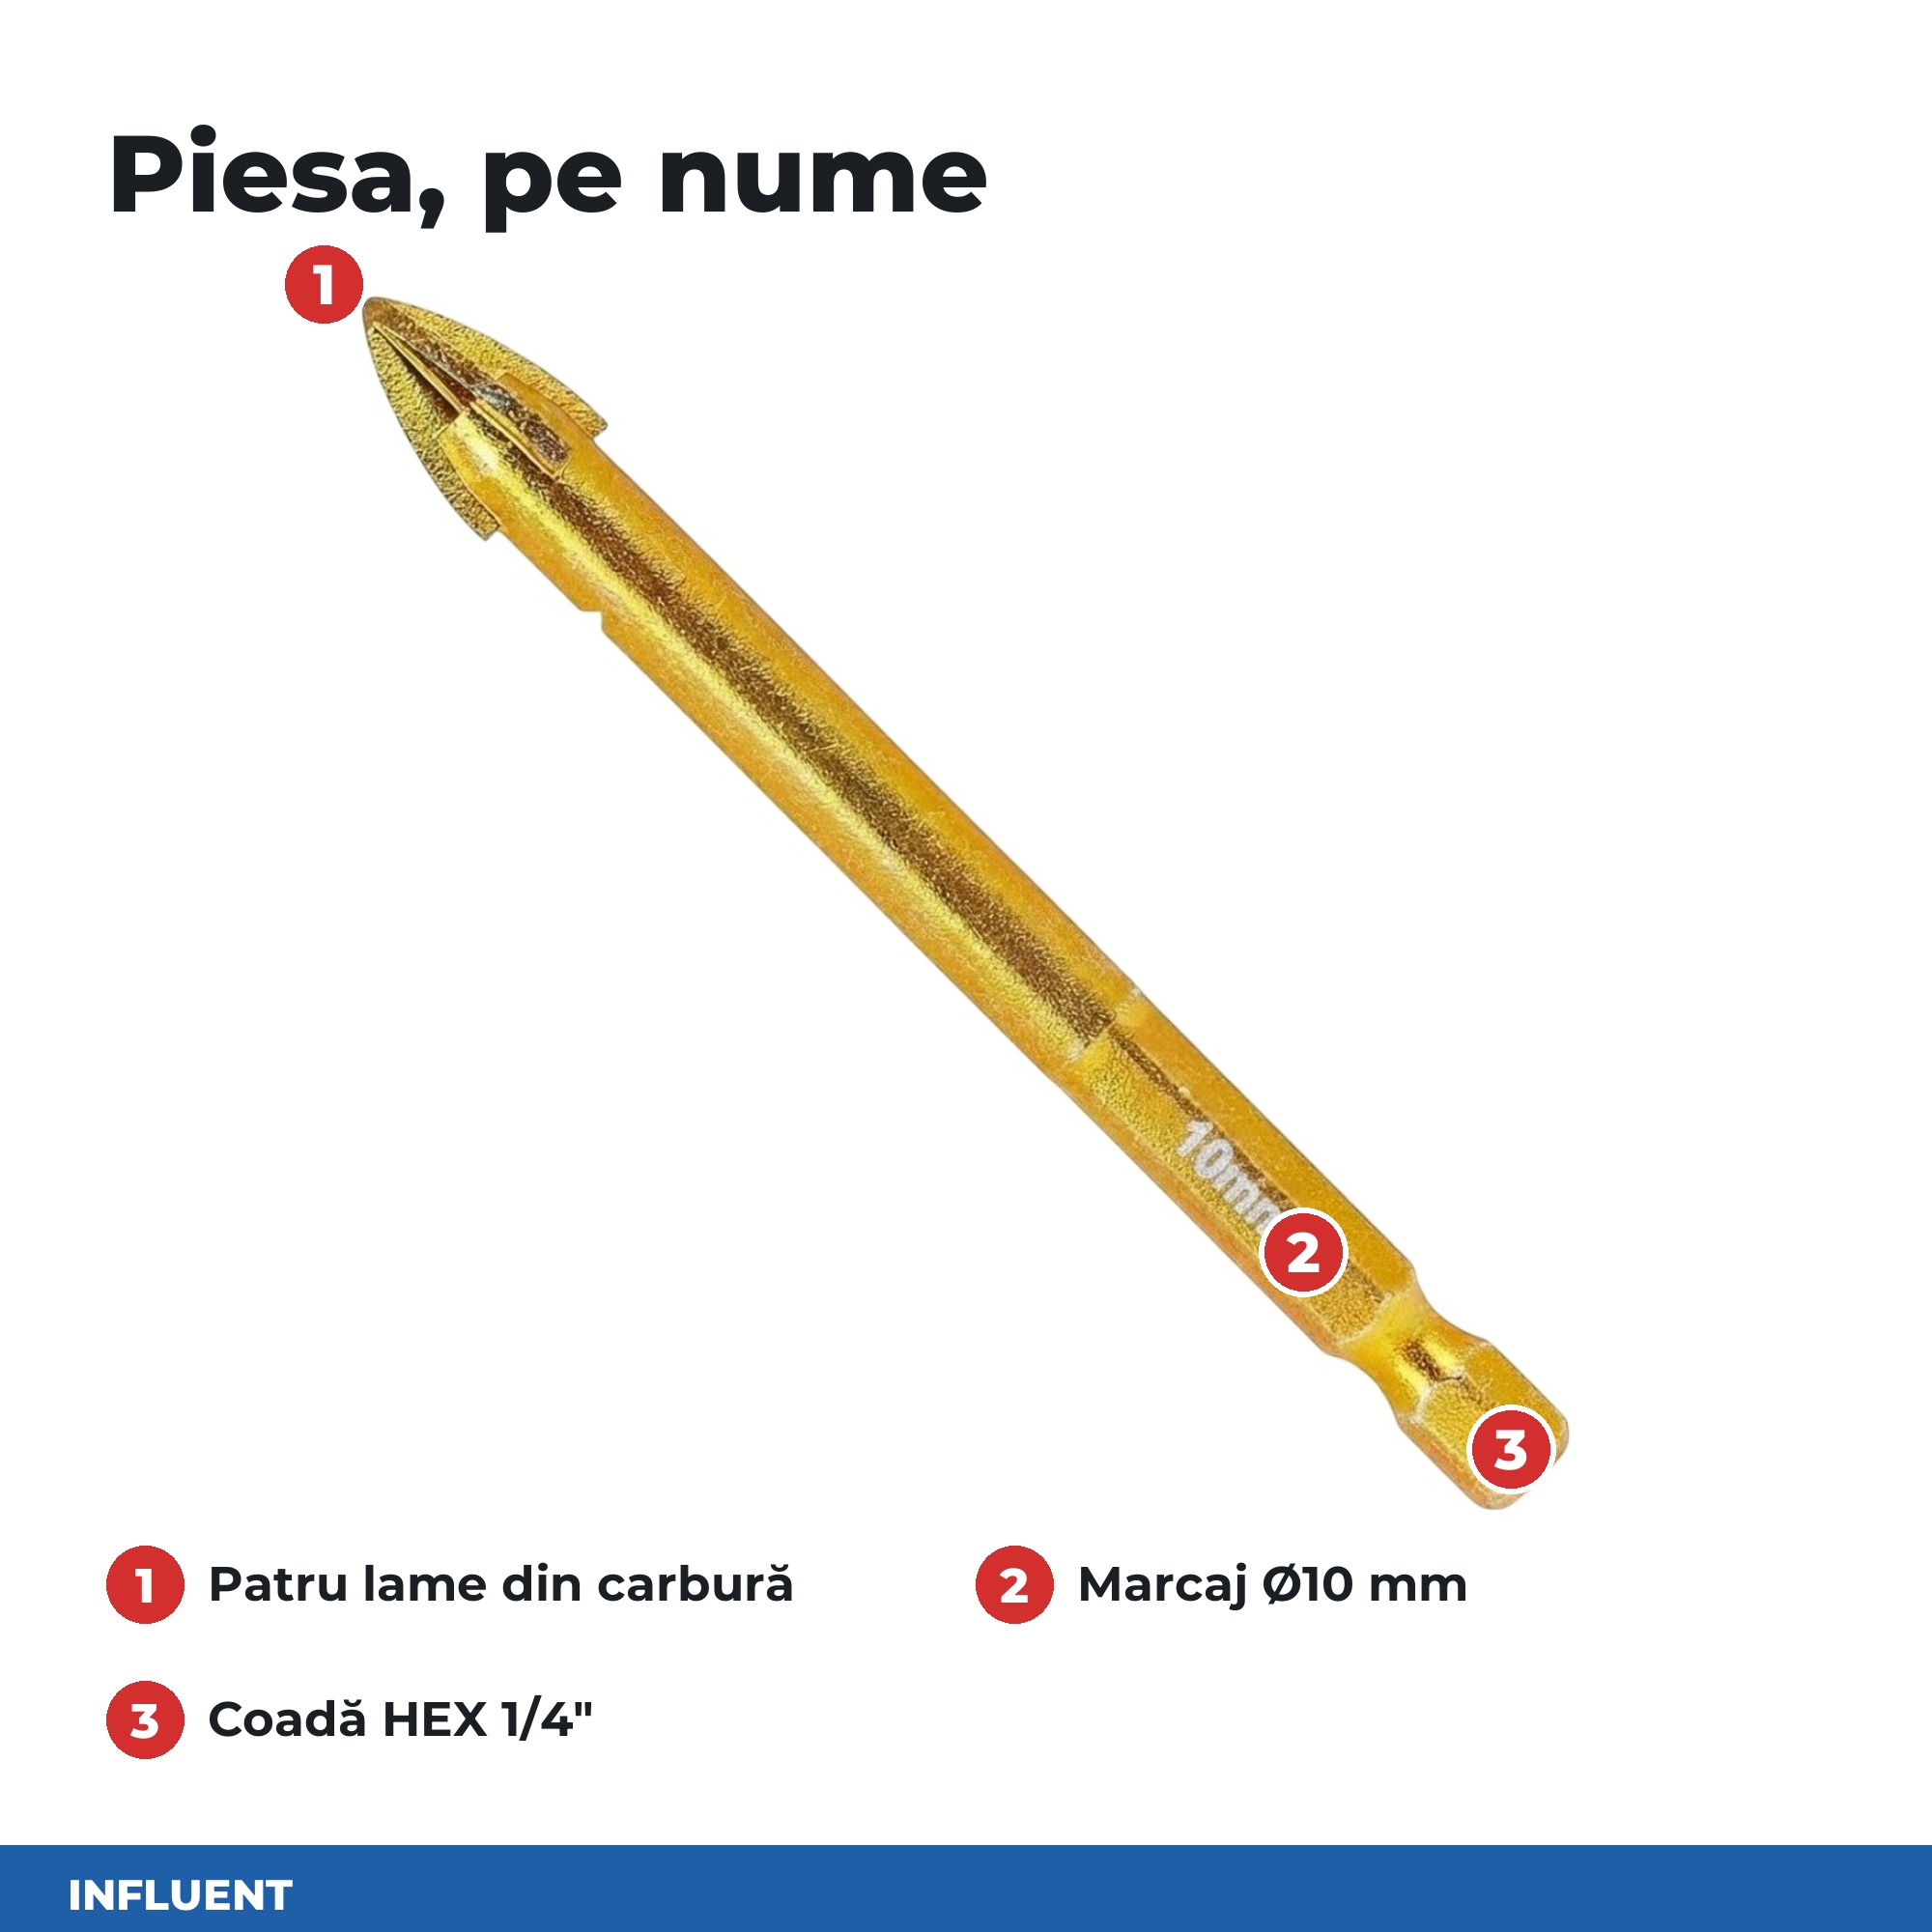 Piesa, pe nume
1
10mm
2
3
1 Patru lame din carbură
2 Marcaj Ø10 mm
3 Coadă HEX 1/4"
INFLUENT